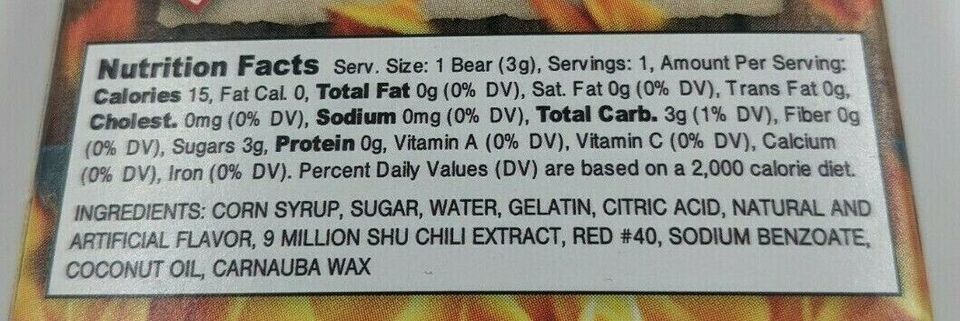 Nutrition Facts Serv. Size: 1 Bear (3g), Servings: 1, Amount Per Serving:
Calories 15, Fat Cal. 0, Total Fat 0g (0% DV), Sat. Fat 0g (0% DV), Trans Fat 0g,
Cholest. 0mg (0% DV), Sodium 0mg (0% DV), Total Carb. 3g (1% DV), Fiber 0g
(0% DV), Sugars 3g, Protein 0g, Vitamin A (0% DV), Vitamin C (0% DV), Calcium
(0% DV), Iron (0% DV). Percent Daily Values (DV) are based on a 2,000 calorie diet.
INGREDIENTS: CORN SYRUP, SUGAR, WATER, GELATIN, CITRIC ACID, NATURAL AND
ARTIFICIAL FLAVOR, 9 MILLION SHU CHILI EXTRACT, RED #40, SODIUM BENZOATE,
COCONUT OIL, CARNAUBA WAX